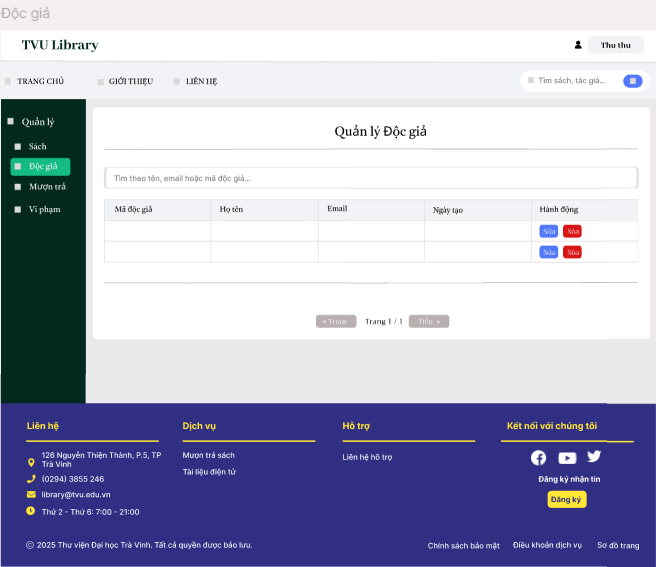 Độc giả
TVU Library
Thu thu
TRANG CHỦ
GIỚI THIỆU
LIÊN HỆ
Tìm sách, tác giả...
Quản lý
Sách
Độc giả
Mượn trả
Vi phạm
Quản lý Độc giả
Tìm theo tên, email hoặc mã độc giả...
Mã độc giả
Họ tên
Email
Ngày tạo
Hành động
Sửa
Xóa
Sửa
Xóa
« Trước
Trang 1 / 1
Tiếp »
Liên hệ
126 Nguyễn Thiện Thành, P.5, TP
Trà Vinh
(0294) 3855 246
library@tvu.edu.vn
Thứ 2 - Thứ 6: 7:00 - 21:00
Dịch vụ
Mượn trả sách
Tài liệu điện tử
Hỗ trợ
Liên hệ hỗ trợ
Kết nối với chúng tôi
Đăng ký nhận tin
Đăng ký
© 2025 Thư viện Đại học Trà Vinh. Tất cả quyền được bảo lưu.
Chính sách bảo mật
Điều khoản dịch vụ
Sơ đồ trang